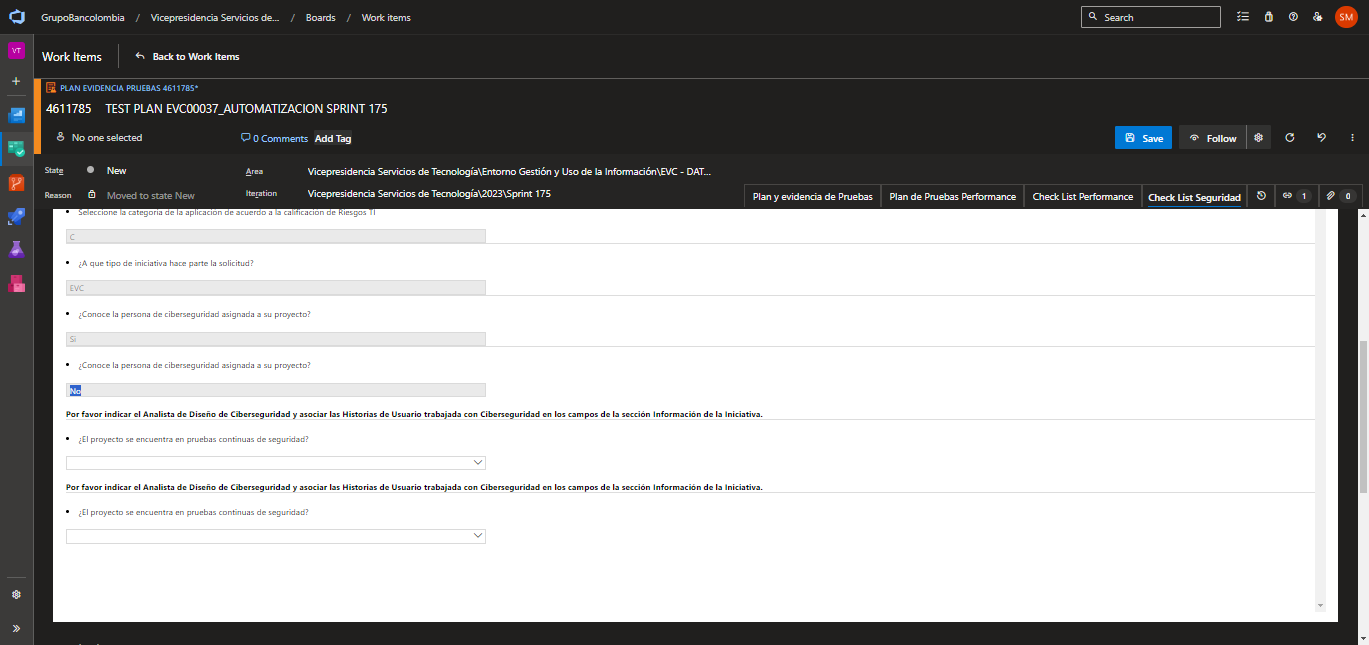 GrupoBancolombia / Vicepresidencia Servicios de... / Boards / Work items
Search
SM
VT
Work Items
Back to Work Items
PLAN EVIDENCIA PRUEBAS 4611785*
4611785 TEST PLAN EVC00037_AUTOMATIZACION SPRINT 175
No one selected
0 Comments
Add Tag
Save
Follow
State
New
Area
Vicepresidencia Servicios de Tecnología\Entorno Gestión y Uso de la Información\EVC - DAT...
Reason
Moved to state New
Iteration
Vicepresidencia Servicios de Tecnología\2023\Sprint 175
Plan y evidencia de Pruebas
Plan de Pruebas Performance
Check List Performance
Check List Seguridad
1
0
• Seleccione la categoría de la aplicación de acuerdo a la calificación de Riesgos TI
C
• ¿A que tipo de iniciativa hace parte la solicitud?
EVC
• ¿Conoce la persona de ciberseguridad asignada a su proyecto?
Si
• ¿Conoce la persona de ciberseguridad asignada a su proyecto?
No
Por favor indicar el Analista de Diseño de Ciberseguridad y asociar las Historias de Usuario trabajada con Ciberseguridad en los campos de la sección Información de la Iniciativa.
• ¿El proyecto se encuentra en pruebas continuas de seguridad?
Por favor indicar el Analista de Diseño de Ciberseguridad y asociar las Historias de Usuario trabajada con Ciberseguridad en los campos de la sección Información de la Iniciativa.
• ¿El proyecto se encuentra en pruebas continuas de seguridad?